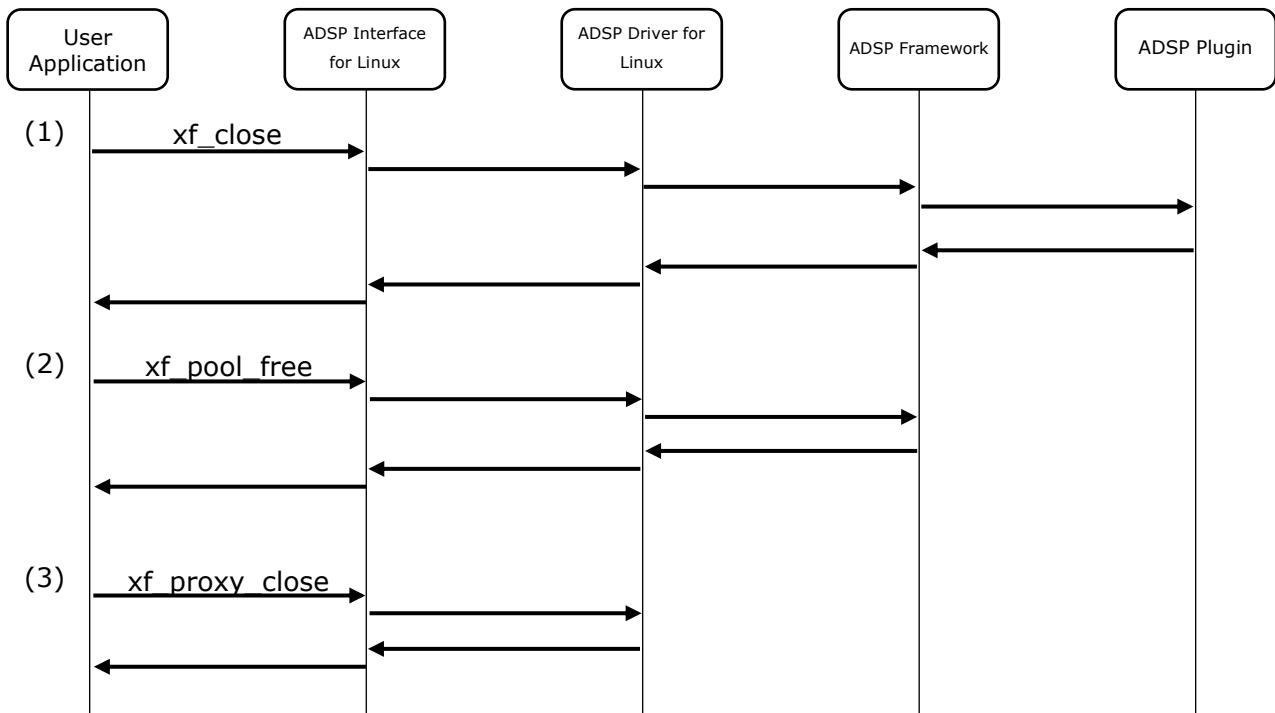 User
Application
ADSP Interface
for Linux
ADSP Driver for
Linux
ADSP Framework
ADSP Plugin
(1)
xf_close
(2)
xf_pool_free
(3)
xf_proxy_close